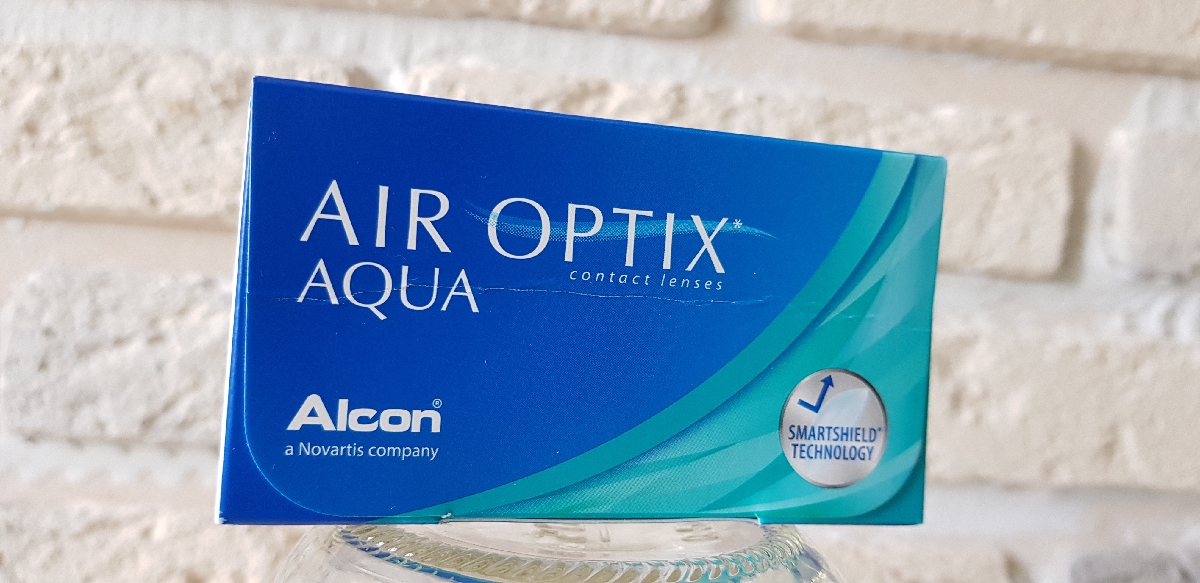 AIR OPTIX*
contact lenses
AQUA
Alcon®
a Novartis company
SMARTSHIELD*
TECHNOLOGY